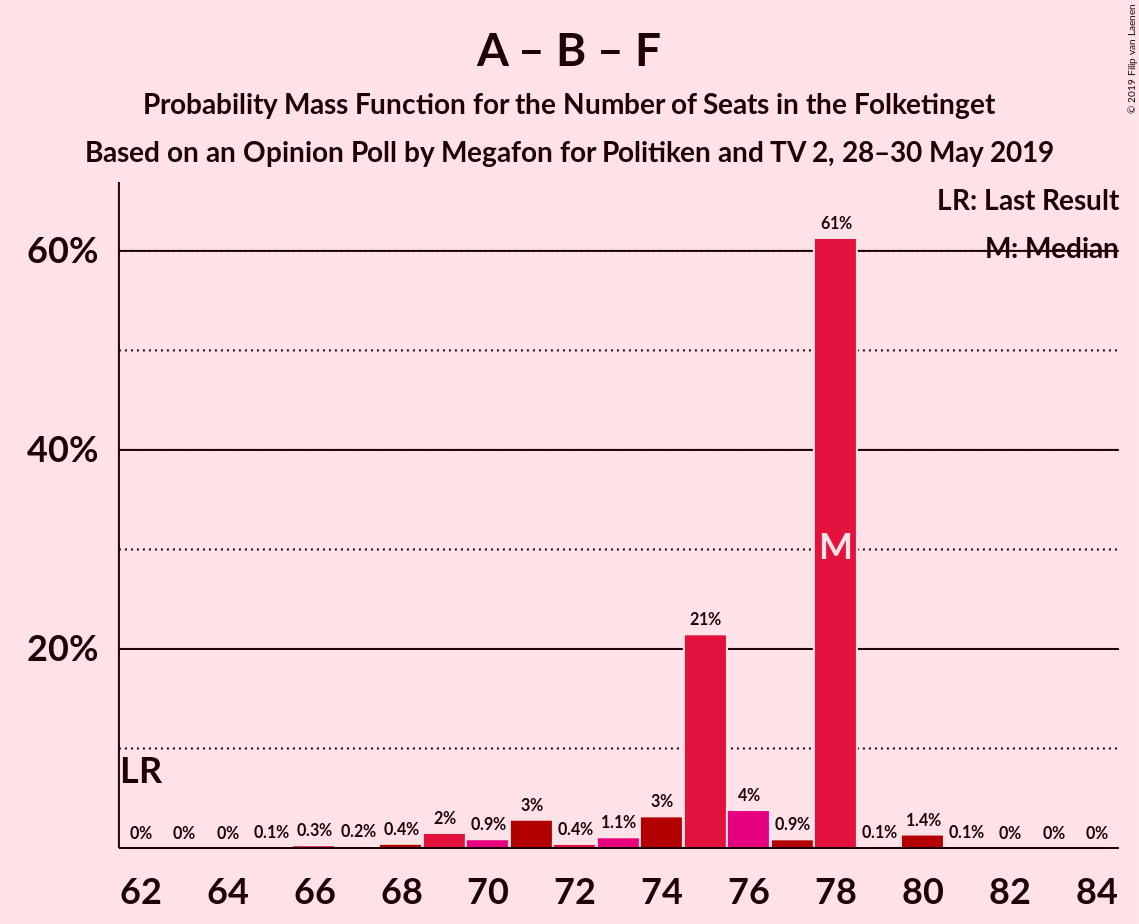 A – B – F
Probability Mass Function for the Number of Seats in the Folketinget
Based on an Opinion Poll by Megafon for Politiken and TV 2, 28–30 May 2019
© 2019 Filip van Laenen
LR: Last Result
M: Median
60%
40%
20%
61%
21%
M
LR
0% 0% 0% 0.1% 0.3% 0.2% 0.4% 2% 0.9% 3% 0.4% 1.1% 3% 4% 0.9% 0.1% 1.4% 0.1% 0% 0% 0%
62 64 66 68 70 72 74 76 78 80 82 84